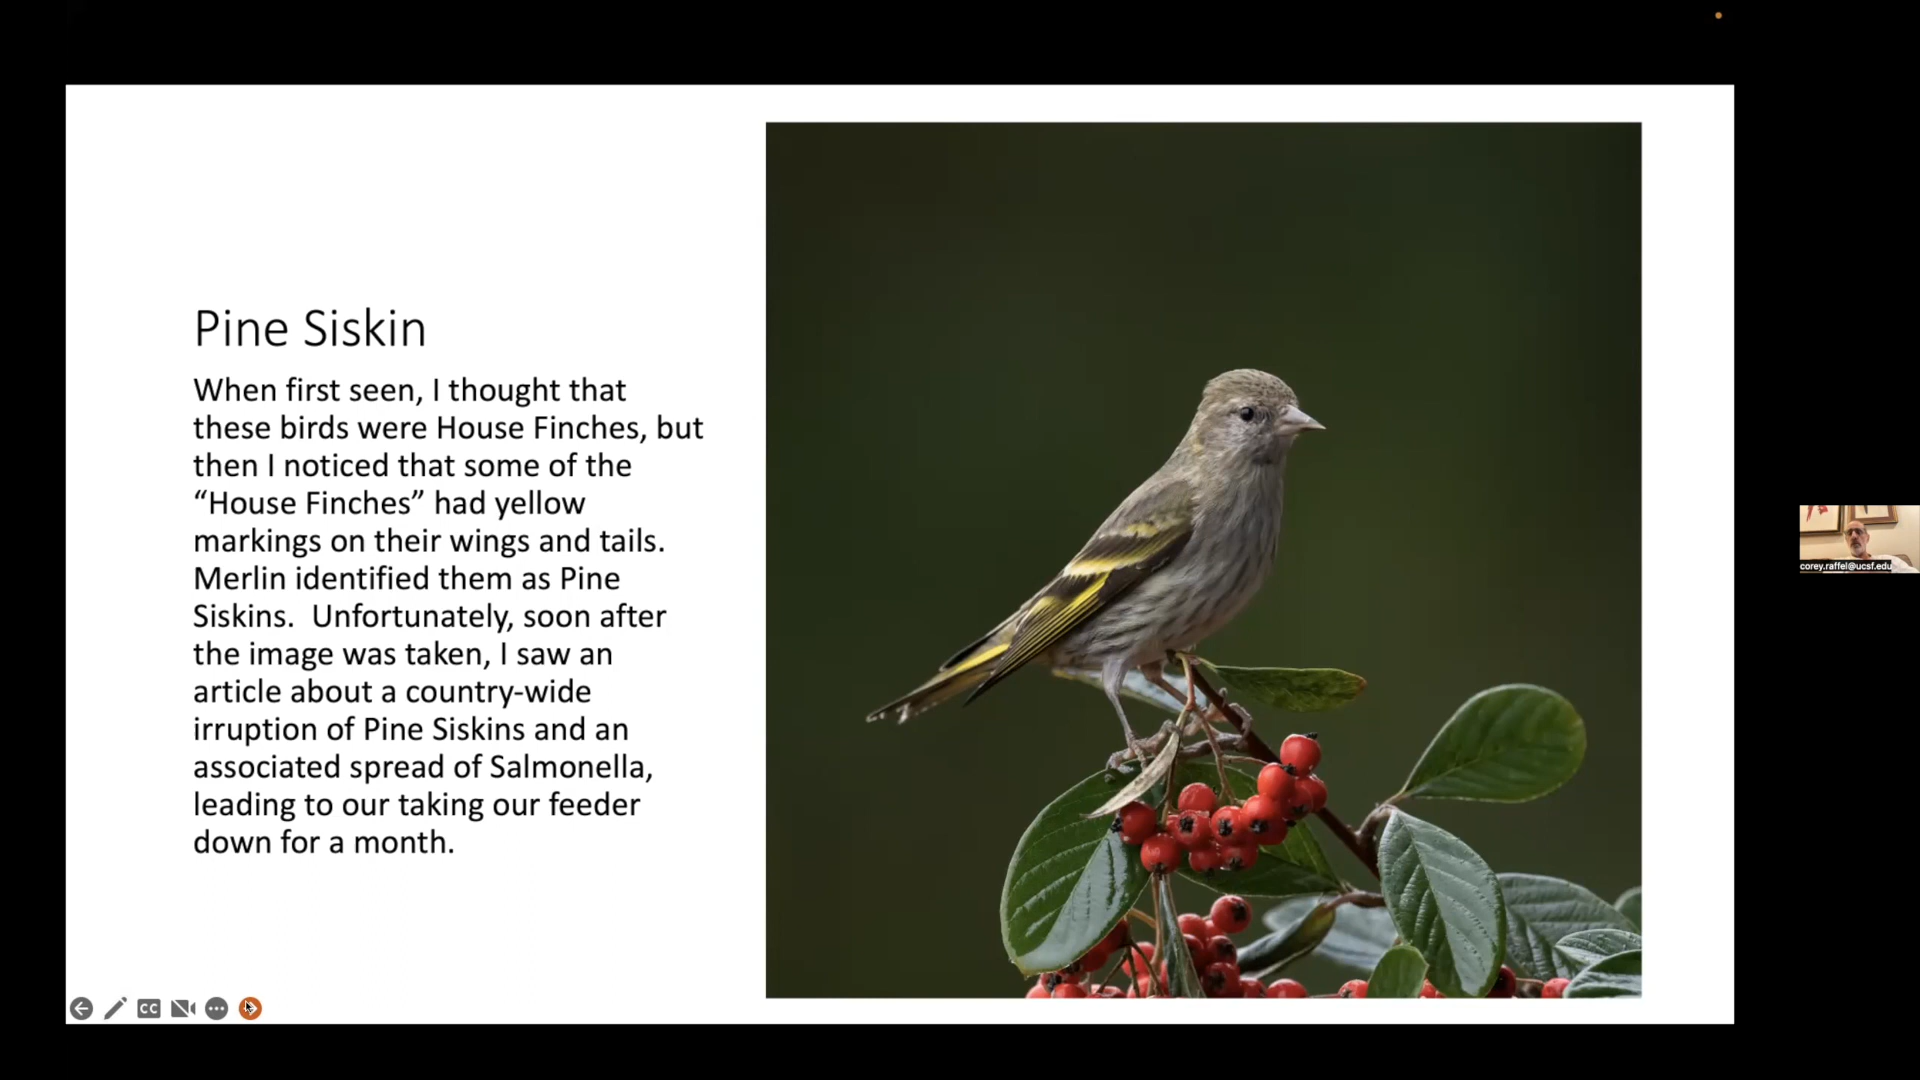 Pine Siskin
When first seen, I thought that
these birds were House Finches, but
then I noticed that some of the
“House Finches” had yellow
markings on their wings and tails.
Merlin identified them as Pine
Siskins.  Unfortunately, soon after
the image was taken, I saw an
article about a country-wide
irruption of Pine Siskins and an
associated spread of Salmonella,
leading to our taking our feeder
down for a month.
corey.raffel@ucsf.edu
CC